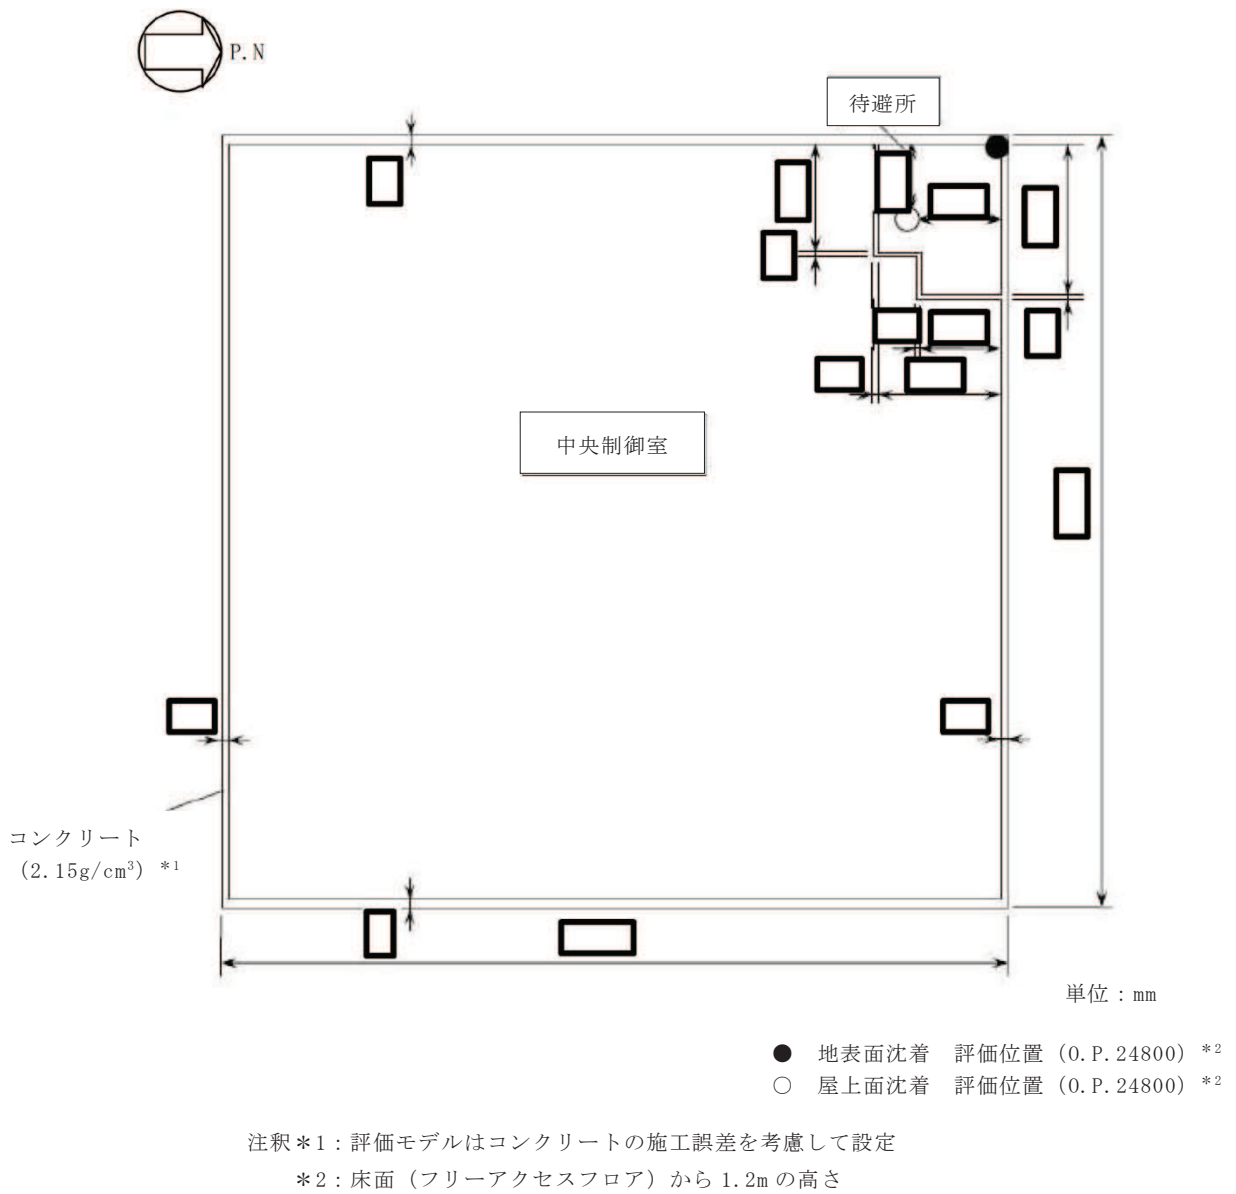 P.N
待避所
中央制御室
コンクリート
（2.15g/cm³）*1
単位：mm
● 地表面沈着　評価位置（O.P.24800）*2
○ 屋上面沈着　評価位置（O.P.24800）*2
注釈＊1：評価モデルはコンクリートの施工誤差を考慮して設定
＊2：床面（フリーアクセスフロア）から 1.2m の高さ